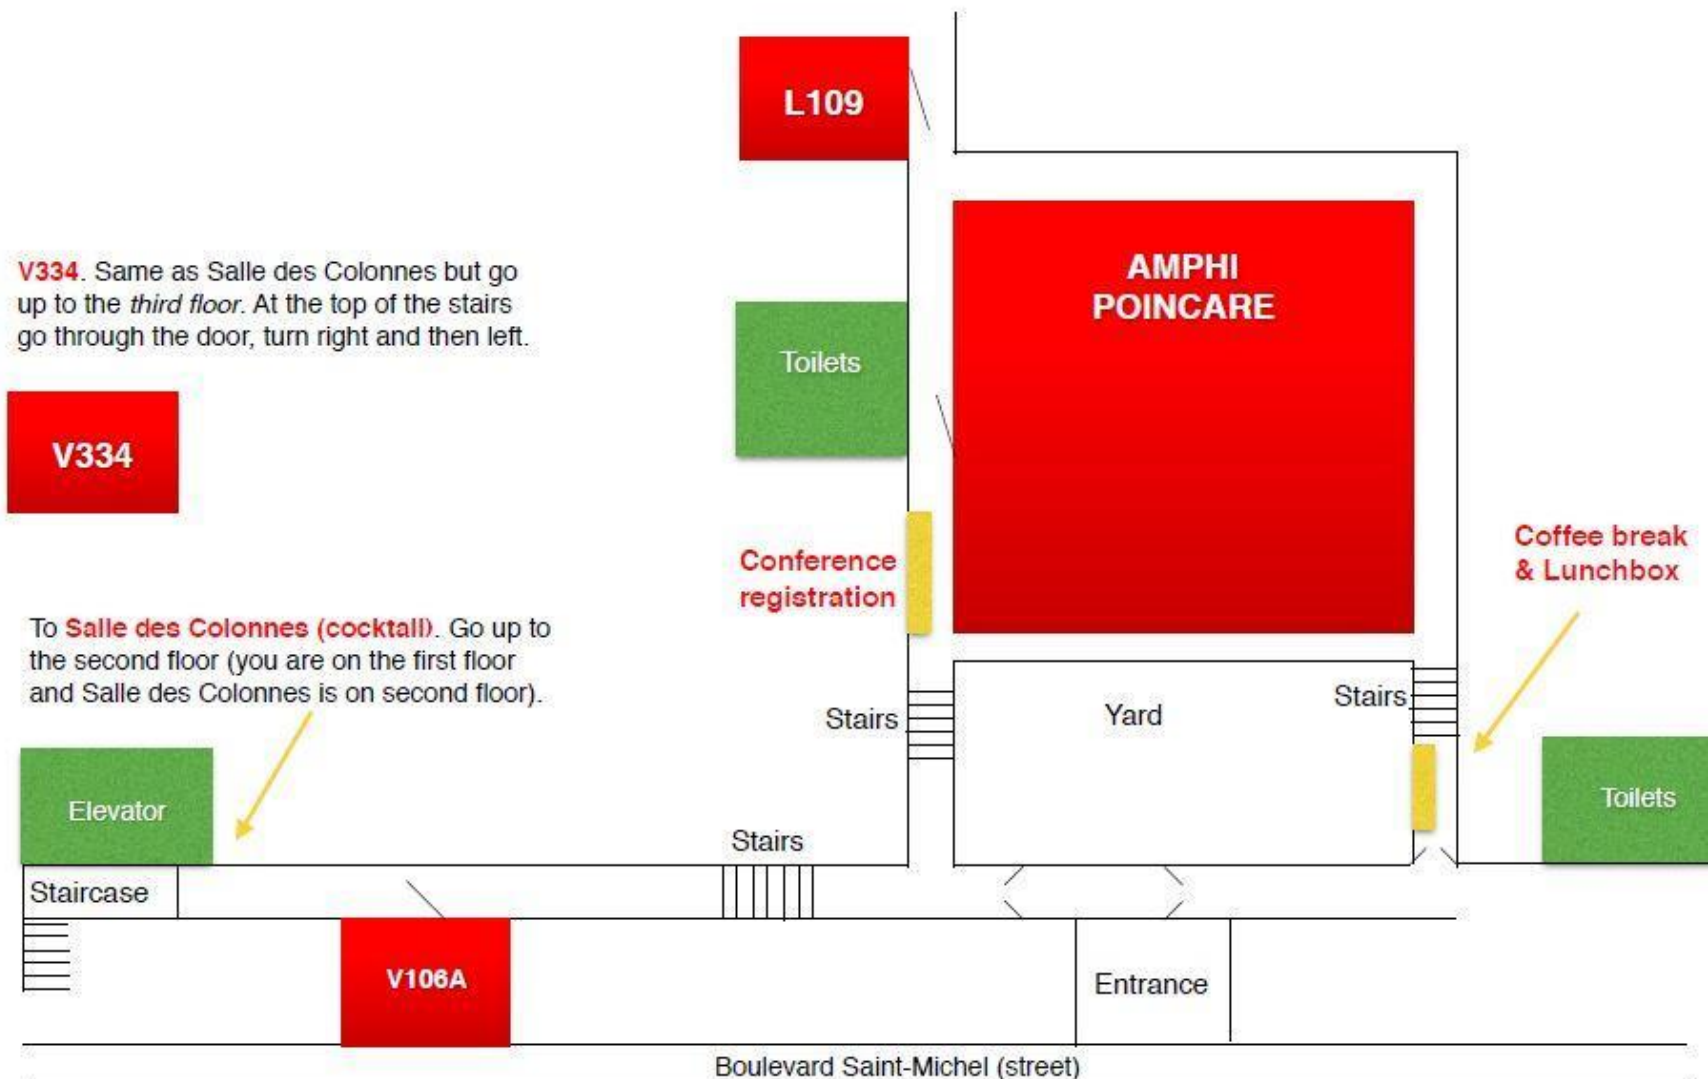 L109
AMPHI
POINCARE
V334. Same as Salle des Colonnes but go
up to the third floor. At the top of the stairs
go through the door, turn right and then left.
Toilets
V334
Conference
registration
Coffee break
& Lunchbox
To Salle des Colonnes (cocktail). Go up to
the second floor (you are on the first floor
and Salle des Colonnes is on second floor).
Stairs
Yard
Stairs
Elevator
Toilets
Stairs
Staircase
V106A
Entrance
Boulevard Saint-Michel (street)